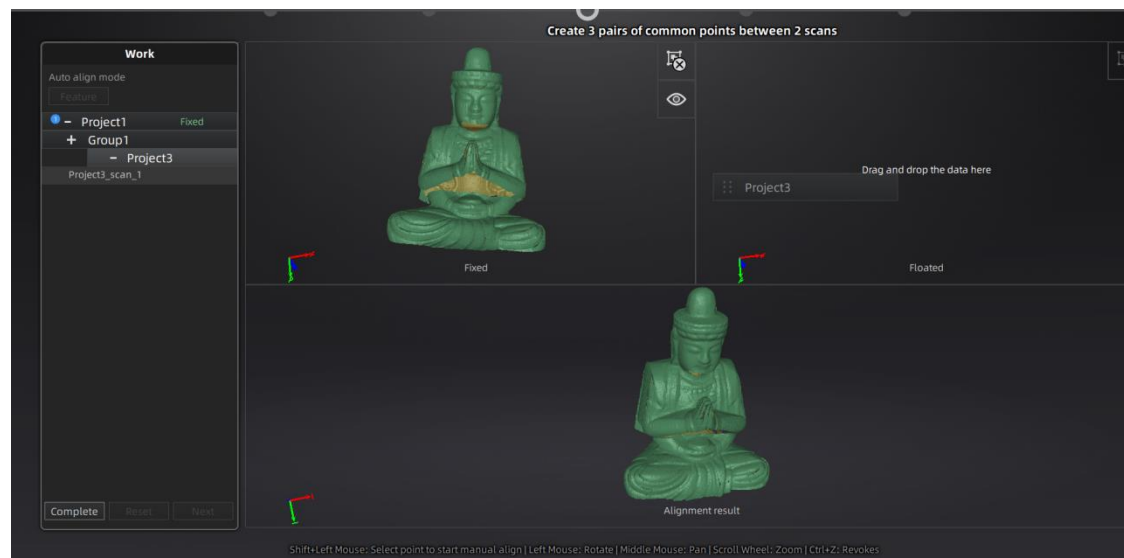 Create 3 pairs of common points between 2 scans
Work
Auto align mode
Feature
Project1 Fixed
Group1
Project3
Project3_scan_1
Complete Reset Next
Fixed
Drag and drop the data here
Project3
Floated
Alignment result
Shift+Left Mouse: Select point to start manual align | Left Mouse: Rotate | Middle Mouse: Pan | Scroll Wheel: Zoom | Ctrl+Z: Revokes